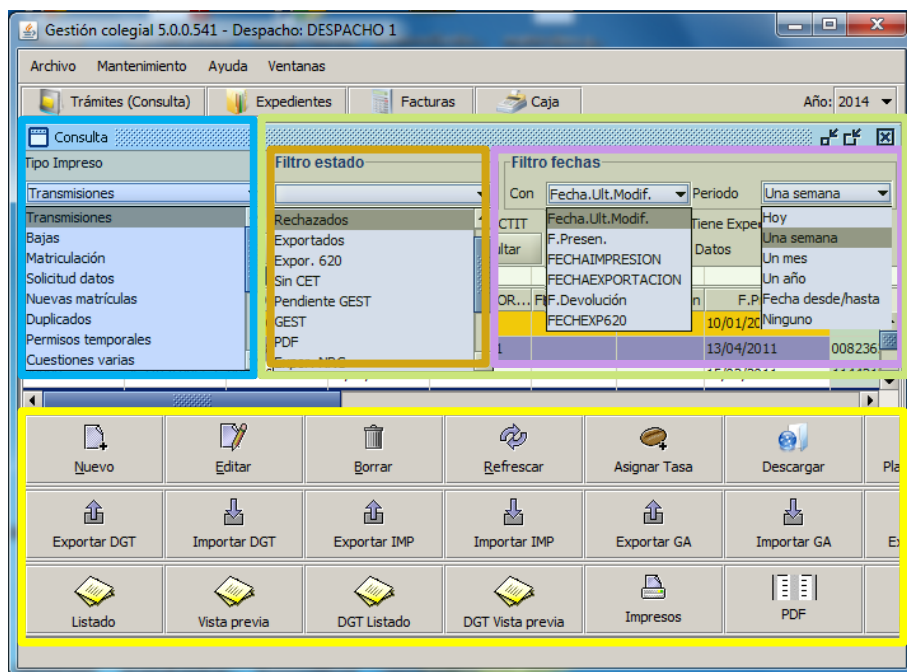 Gestión colegial 5.0.0.541 - Despacho: DESPACHO 1
Archivo Mantenimiento Ayuda Ventanas
Trámites (Consulta) Expedientes Facturas Caja Año: 2014
Consulta
Tipo Impreso Filtro estado Filtro fechas
Transmisiones Con Fecha.Ult.Modif. Periodo Una semana
Transmisiones
Bajas
Matriculación
Solicitud datos
Nuevas matrículas
Duplicados
Permisos temporales
Cuestiones varias
Rechazados
Exportados
Expor. 620
Sin CET
Pendiente GEST
GEST
PDF
CTIT
Fecha.Ult.Modif.
F.Presen.
FECHAIMPRESION
FECHAEXPORTACION
F.Devolución
FECHEXP620
Tiene Expe
Datos
Hoy
Una semana
Un mes
Un año
Fecha desde/hasta
Ninguno
10/01/20
13/04/2011 008236
Nuevo Editar Borrar Refrescar Asignar Tasa Descargar Pla
Exportar DGT Importar DGT Exportar IMP Importar IMP Exportar GA Importar GA
Listado Vista previa DGT Listado DGT Vista previa Impresos PDF